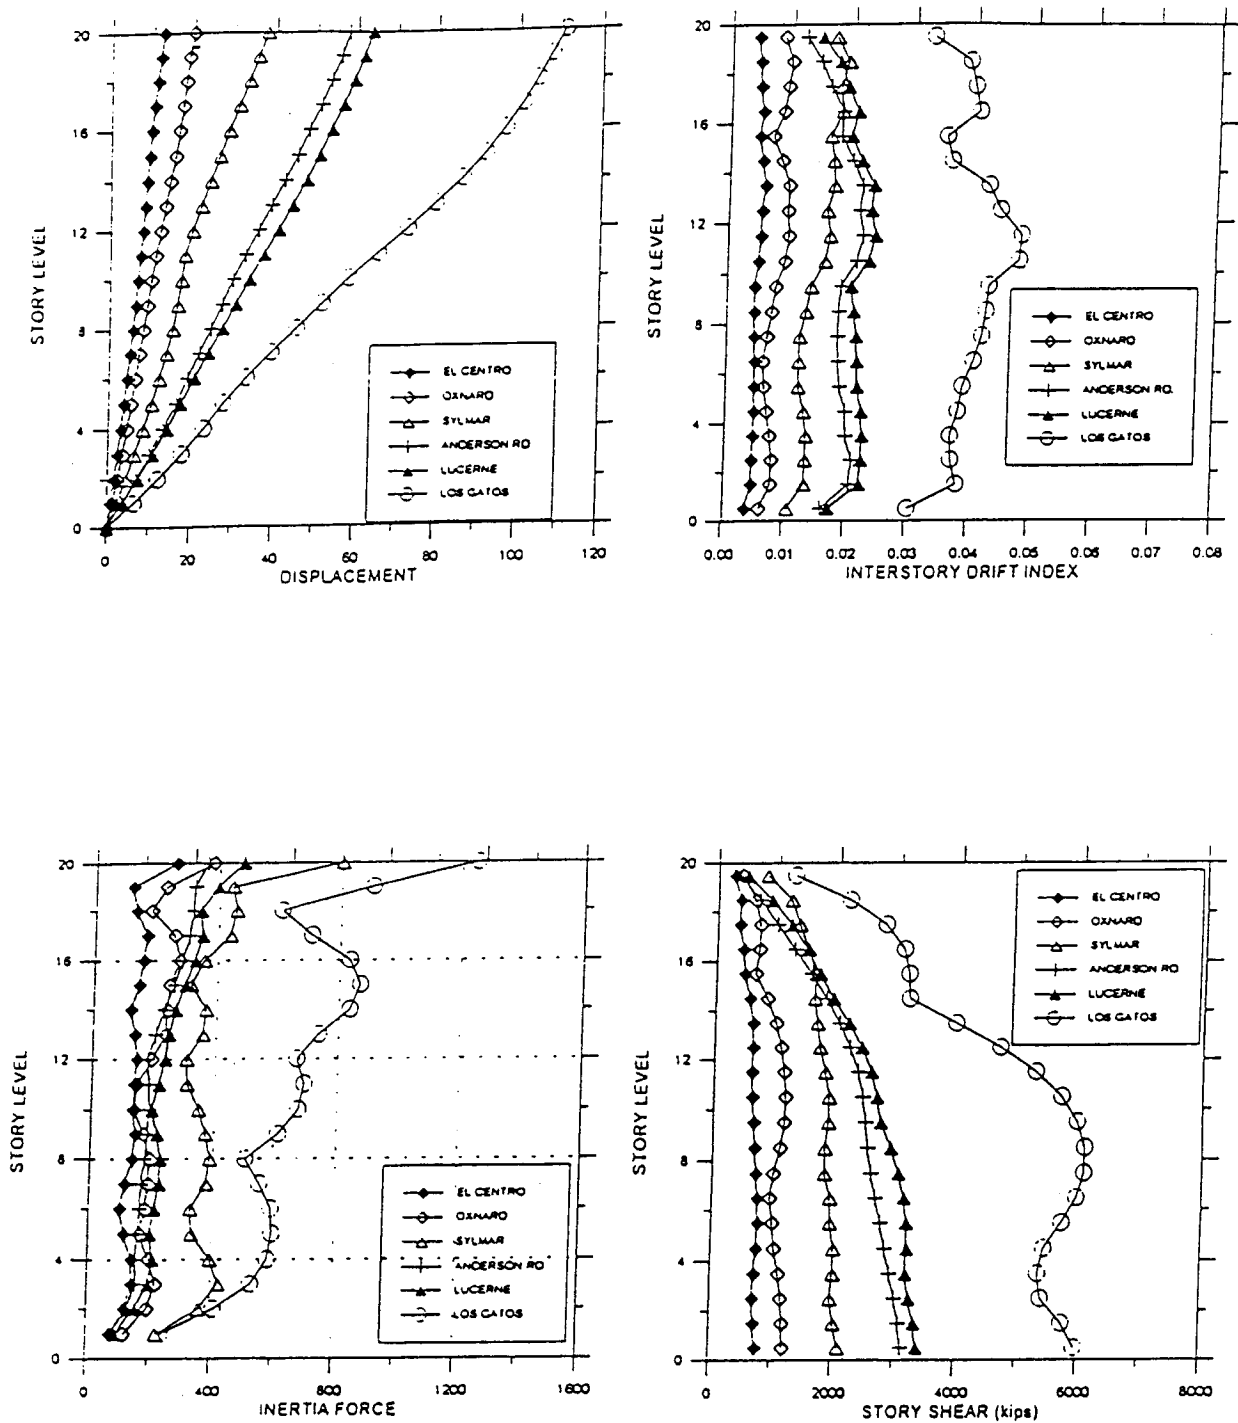 20
16
12
8
4
0
STORY LEVEL
EL CENTRO
OXNARD
SYLMAR
ANDERSON RD
LUCERNE
LOS GATOS
0 20 40 60 80 100 120
DISPLACEMENT
20
16
12
8
4
0
STORY LEVEL
EL CENTRO
OXNARD
SYLMAR
ANDERSON RD.
LUCERNE
LOS GATOS
0.00 0.01 0.02 0.03 0.04 0.05 0.06 0.07 0.08
INTERSTORY DRIFT INDEX
20
16
12
8
4
0
STORY LEVEL
EL CENTRO
OXNARD
SYLMAR
ANDERSON RD
LUCERNE
LOS GATOS
0 400 800 1200 1600
INERTIA FORCE
20
16
12
8
4
0
STORY LEVEL
EL CENTRO
OXNARD
SYLMAR
ANDERSON RD
LUCERNE
LOS GATOS
0 2000 4000 6000 8000
STORY SHEAR (kips)